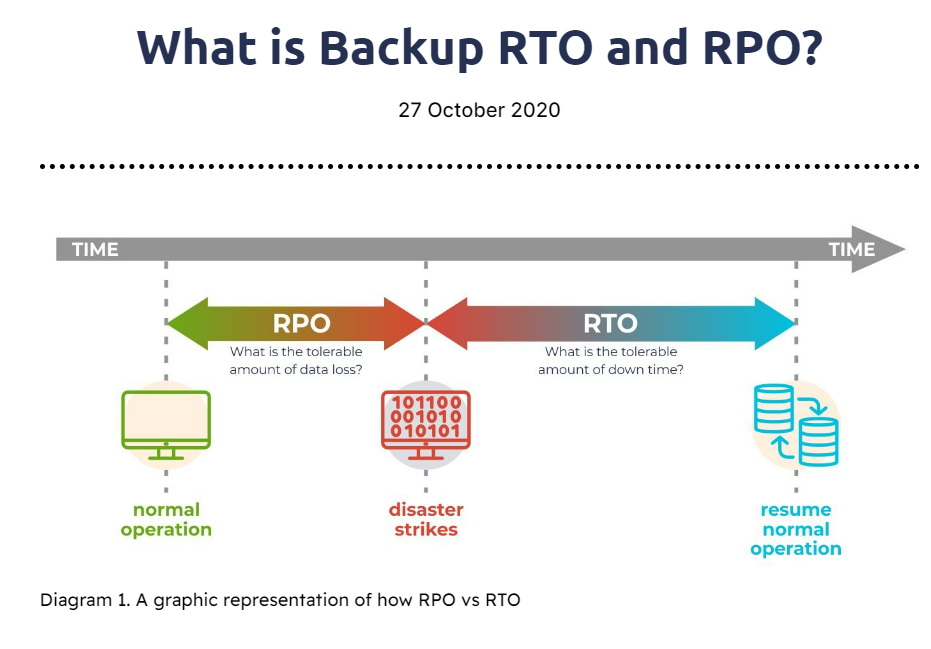 What is Backup RTO and RPO?
27 October 2020
TIME
TIME
RPO
RTO
What is the tolerable
amount of data loss?
What is the tolerable
amount of down time?
101100
001010
010101
normal
operation
disaster
strikes
resume
normal
operation
Diagram 1. A graphic representation of how RPO vs RTO